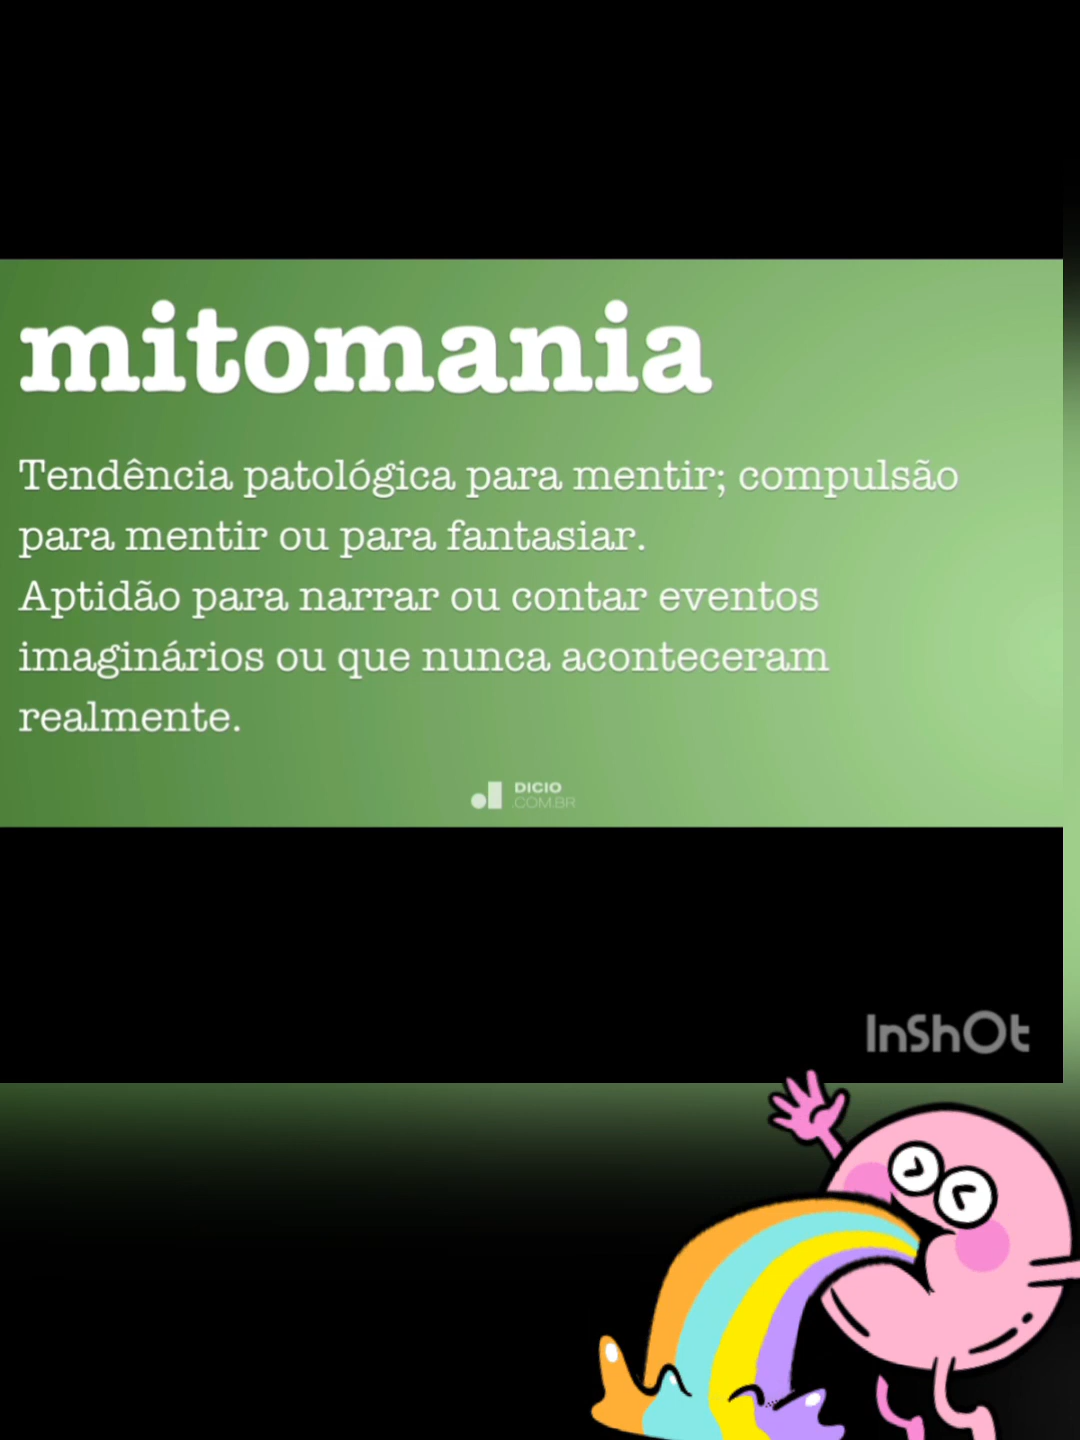 mitomania
Tendência patológica para mentir; compulsão
para mentir ou para fantasiar.
Aptidão para narrar ou contar eventos
imaginários ou que nunca aconteceram
realmente.
DICIO
.COM.BR
InShOt